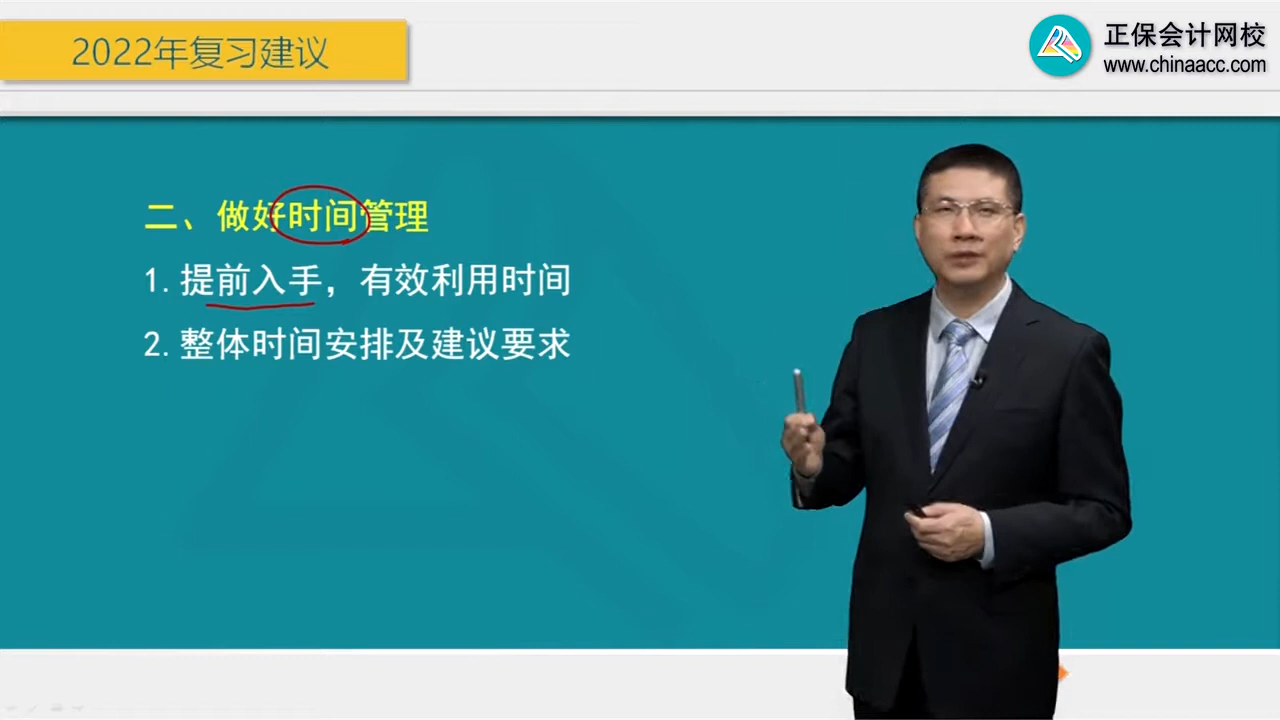 2022年复习建议
正保会计网校
www.chinaacc.com
二、做好时间管理
1.提前入手，有效利用时间
2.整体时间安排及建议要求